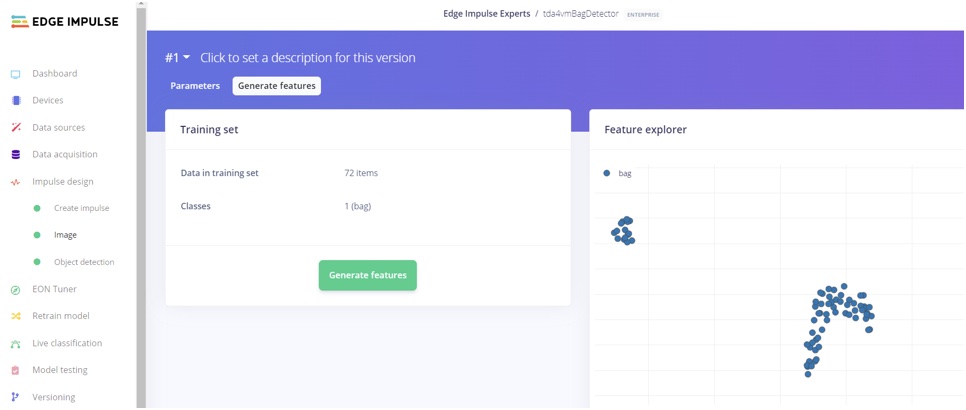 EDGE IMPULSE
Dashboard
Devices
Data sources
Data acquisition
Impulse design
Create impulse
Image
Object detection
EON Tuner
Retrain model
Live classification
Model testing
Versioning
Edge Impulse Experts / tda4vmBagDetector ENTERPRISE
#1 Click to set a description for this version
Parameters Generate features
Training set
Data in training set 72 items
Classes 1 (bag)
Generate features
Feature explorer
bag